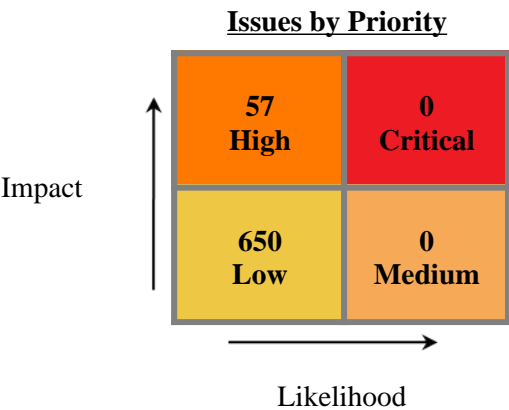 Issues by Priority
57
High
0
Critical
Impact
650
Low
0
Medium
Likelihood